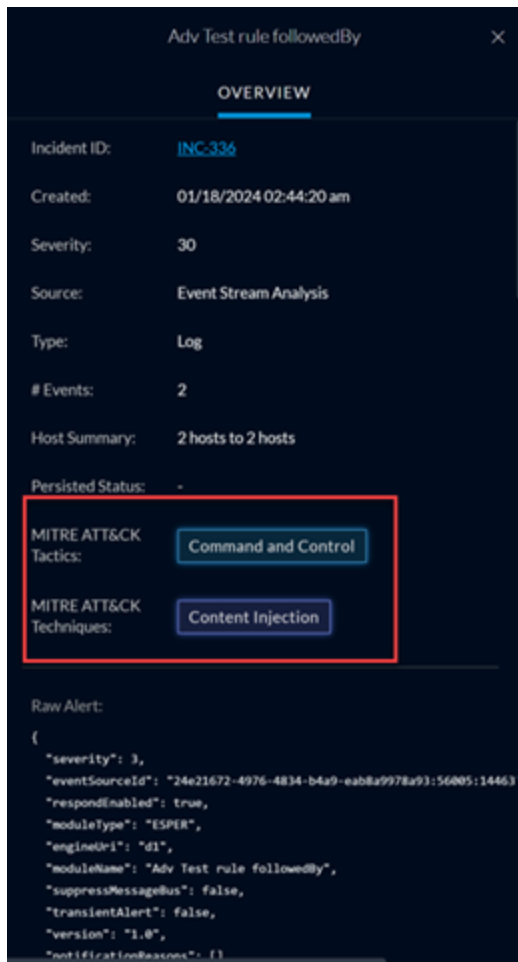 Adv Test rule followedBy ×
OVERVIEW
Incident ID: INC-336
Created: 01/18/2024 02:44:20 am
Severity: 30
Source: Event Stream Analysis
Type: Log
# Events: 2
Host Summary: 2 hosts to 2 hosts
Persisted Status: -
MITRE ATT&CK
Tactics:
Command and Control
MITRE ATT&CK
Techniques:
Content Injection
Raw Alert:
{
"severity": 3,
"eventSourceId": "24e21672-4976-4834-b4a9-eab8a9978a93:56005:14463
"respondEnabled": true,
"moduleType": "ESPER",
"engineUri": "d1",
"moduleName": "Adv Test rule followedBy",
"suppressMessageBus": false,
"transientAlert": false,
"version": "1.0",
"notificationReasons": []